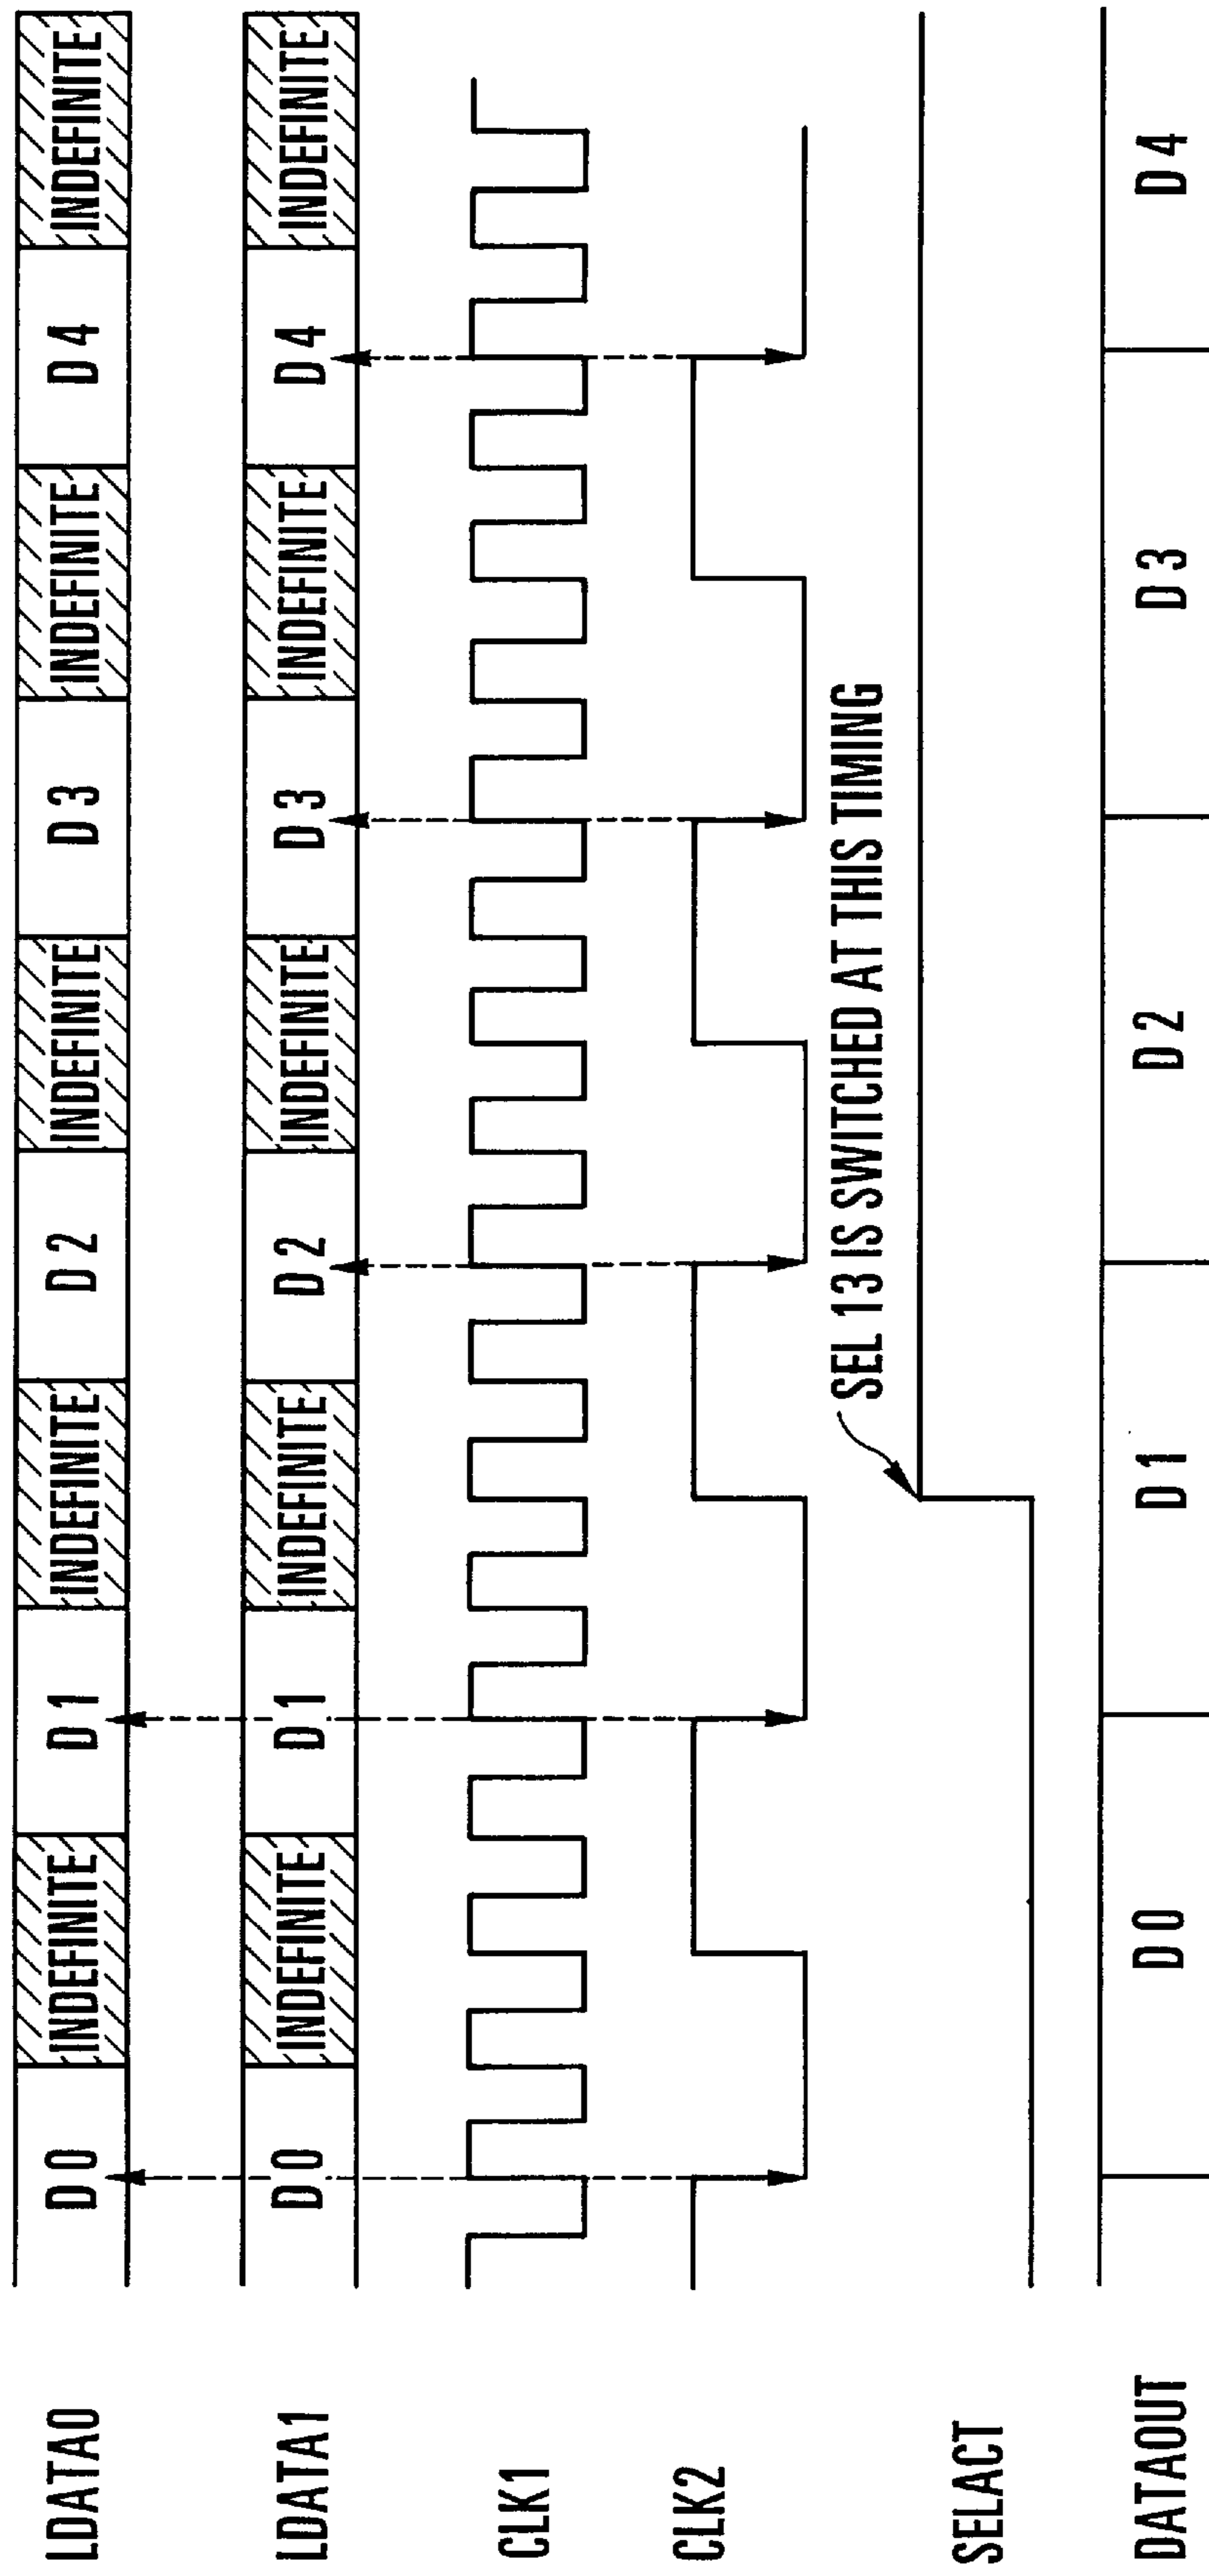 LDATA0 D0 INDEFINITE D1 INDEFINITE D2 INDEFINITE D3 INDEFINITE D4 INDEFINITE
LDATA1 D0 INDEFINITE D1 INDEFINITE D2 INDEFINITE D3 INDEFINITE D4 INDEFINITE
CLK1
CLK2
SEL 13 IS SWITCHED AT THIS TIMING
SELACT
DATAOUT D0 D1 D2 D3 D4